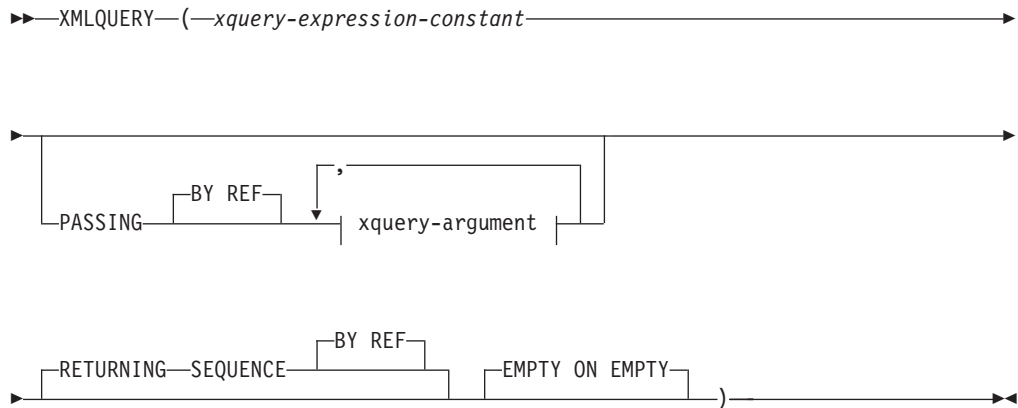 XMLQUERY ( xquery-expression-constant
,
BY REF
PASSING xquery-argument
BY REF
RETURNING SEQUENCE EMPTY ON EMPTY )